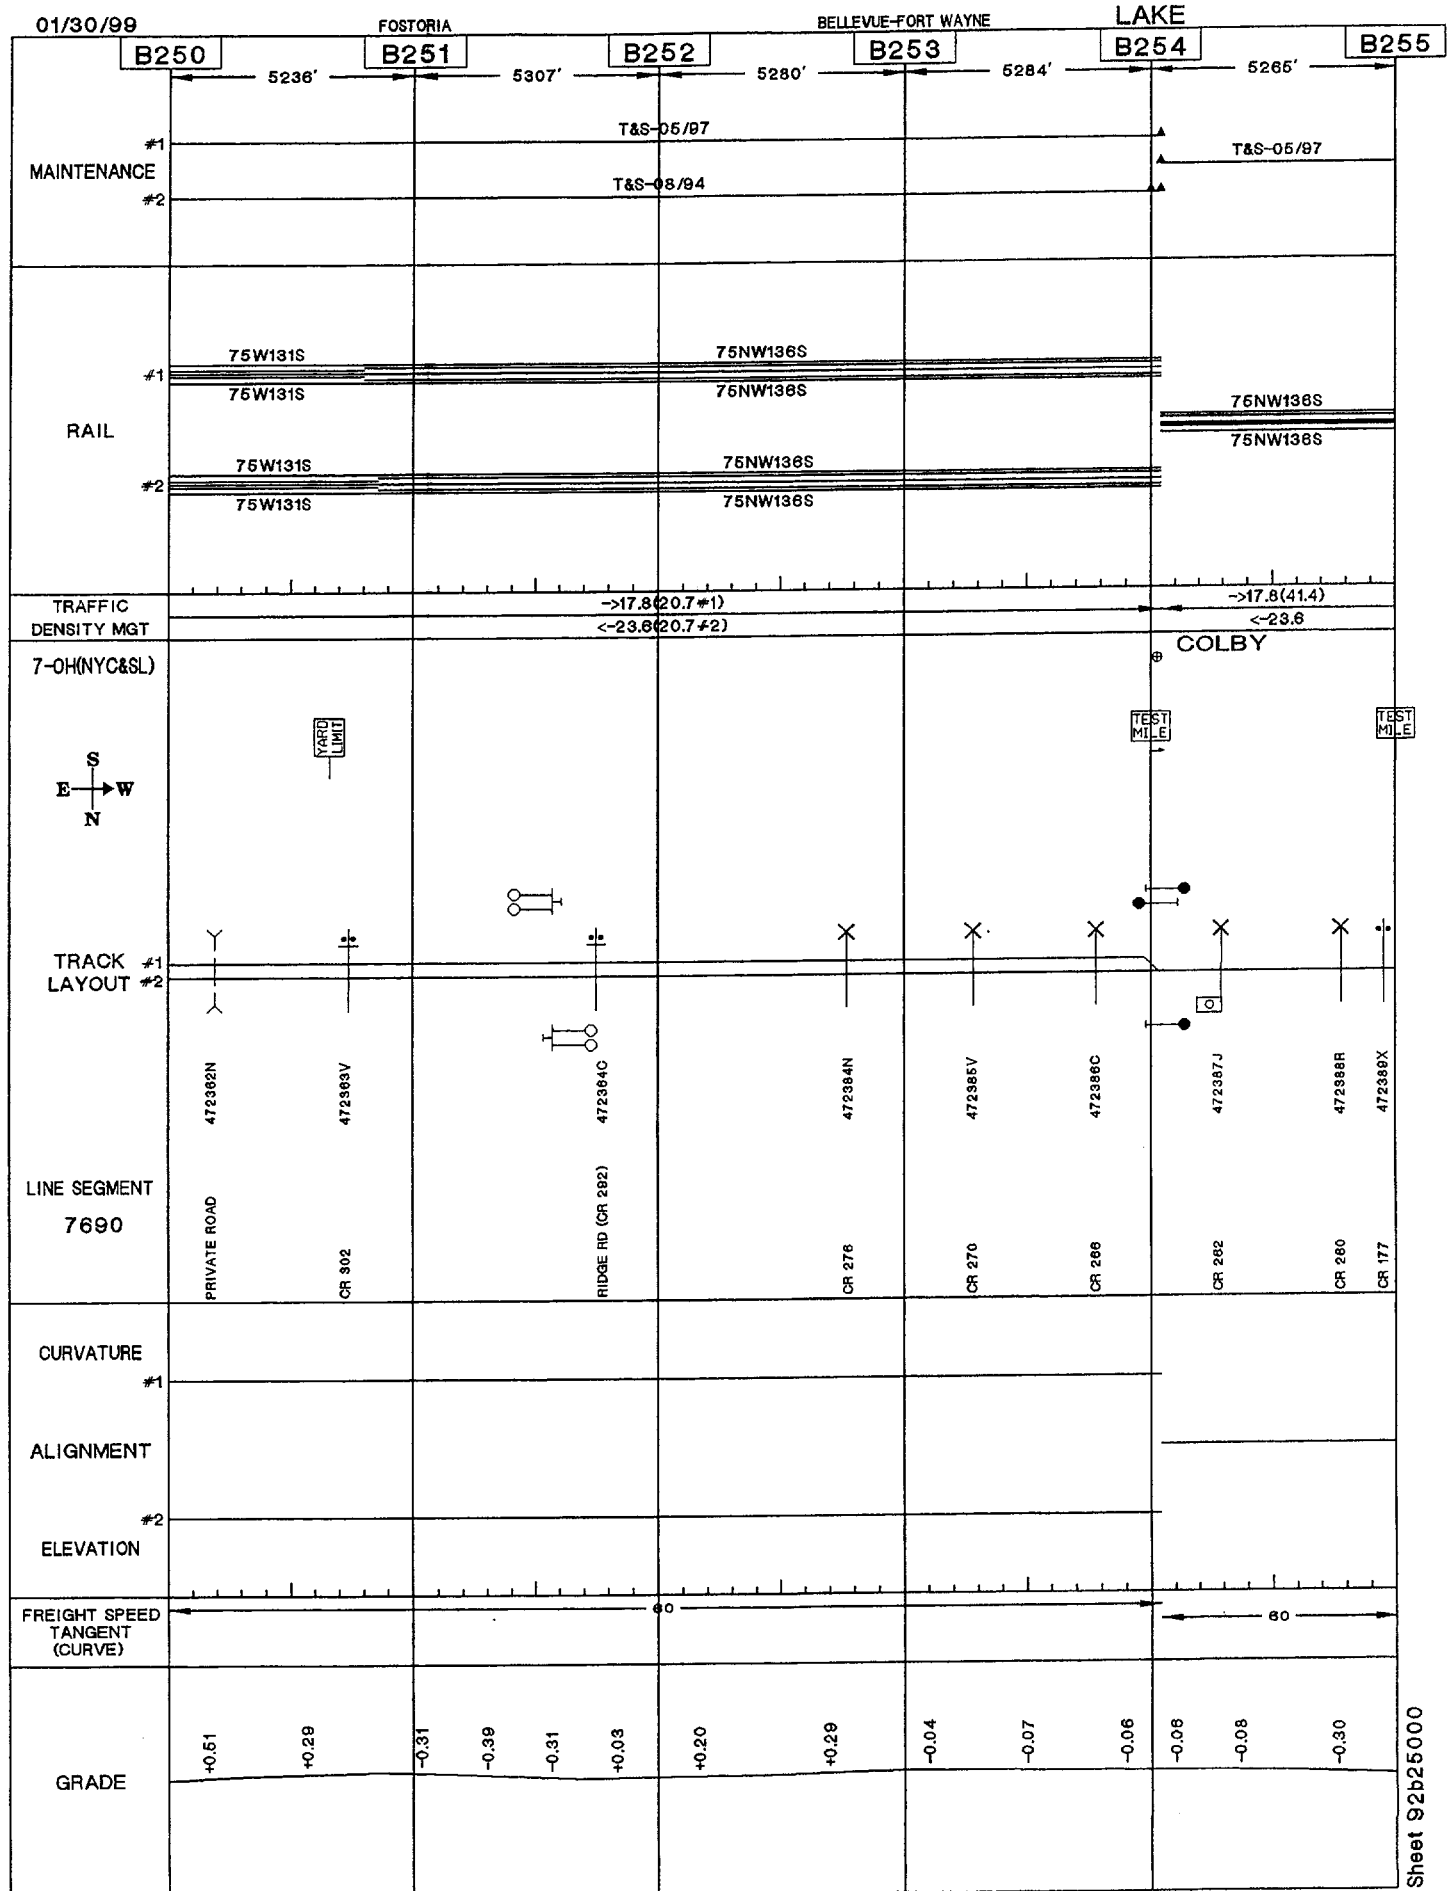 01/30/99 FOSTORIA BELLEVUE-FORT WAYNE LAKE
B250 B251 B252 B253 B254 B255
5236' 5307' 5280' 5284' 5265'
#1 T&S-05/97
T&S-05/97
MAINTENANCE
#2 T&S-08/94
75W131S 75NW136S
#1
75W131S 75NW136S
75NW136S
RAIL
75NW136S
75W131S 75NW136S
#2
75W131S 75NW136S
TRAFFIC ->17.8(20.7#1) ->17.8(41.4)
DENSITY MGT <-23.6(20.7#2) <-23.6
7-OH(NYC&SL) COLBY
YARD LIMIT
TEST MILE
TEST MILE
S
E W
N
TRACK #1
LAYOUT #2
472362N 472363V 472364C 472384N 472385V 472386C 472387J 472388R 472389X
LINE SEGMENT
7690
PRIVATE ROAD CR 302 RIDGE RD (CR 292) CR 276 CR 270 CR 266 CR 262 CR 260 CR 177
CURVATURE
#1
ALIGNMENT
#2
ELEVATION
FREIGHT SPEED
TANGENT
(CURVE)
60 60
+0.51 +0.29 -0.31 -0.39 -0.31 +0.03 +0.20 +0.29 -0.04 -0.07 -0.06 -0.06 -0.08 -0.30
GRADE
Sheet 92b25000